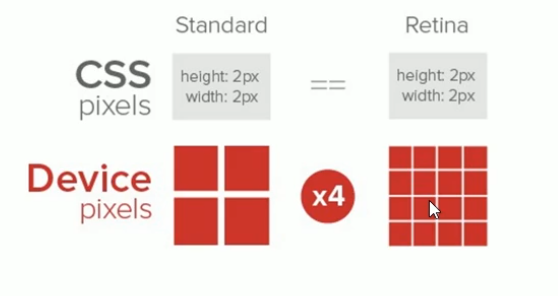 Standard
Retina
CSS
pixels
height: 2px
width: 2px
==
height: 2px
width: 2px
Device
pixels
x4